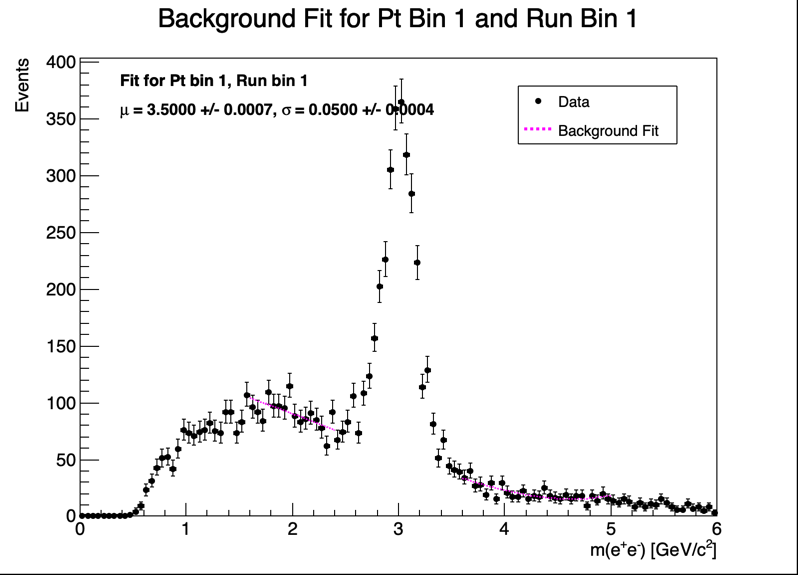 Background Fit for Pt Bin 1 and Run Bin 1
Events
400
350
300
250
200
150
100
50
0
Fit for Pt bin 1, Run bin 1
μ = 3.5000 +/- 0.0007, σ = 0.0500 +/- 0.0004
Data
Background Fit
0 1 2 3 4 5 6
m(e⁺e⁻) [GeV/c²]